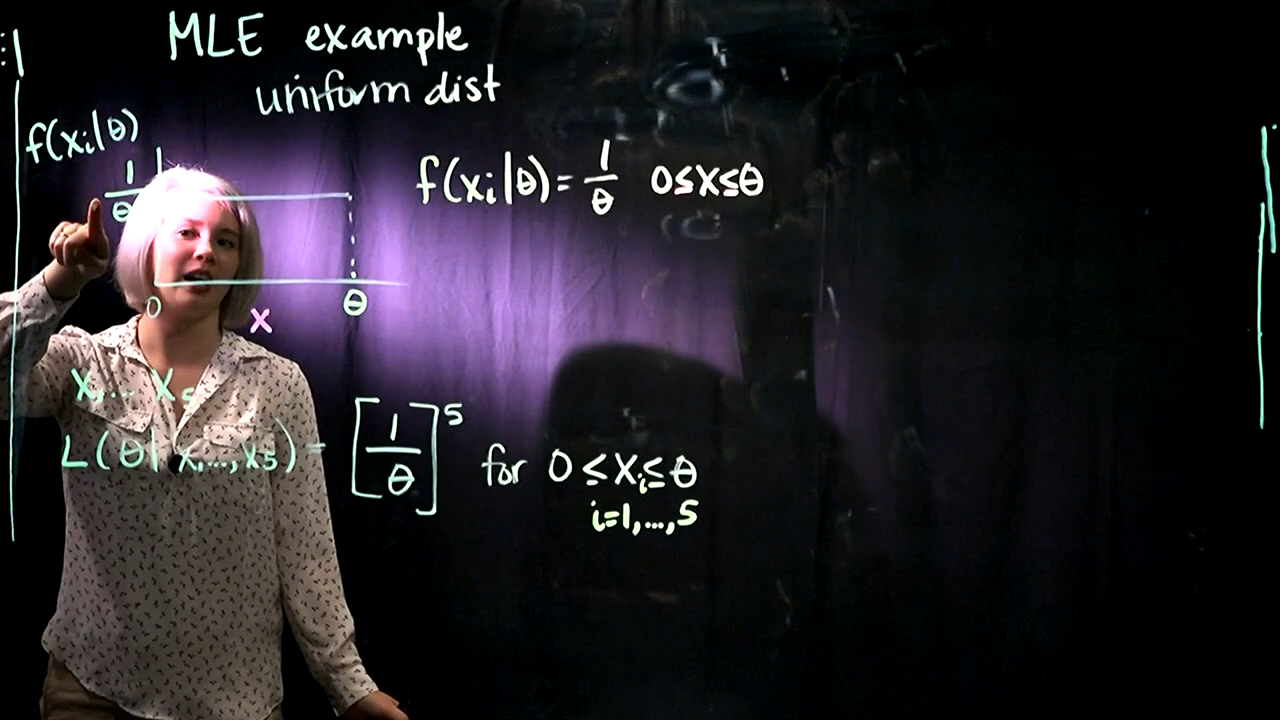 MLE example
uniform dist
f(xᵢ|θ)
1/θ
f(xᵢ|θ) = 1/θ 0≤x≤θ
0 θ
x
x₁ ... x₅
L(θ| x₁...,x₅) = [1/θ]⁵ for 0≤xᵢ≤θ
i=1,...,5